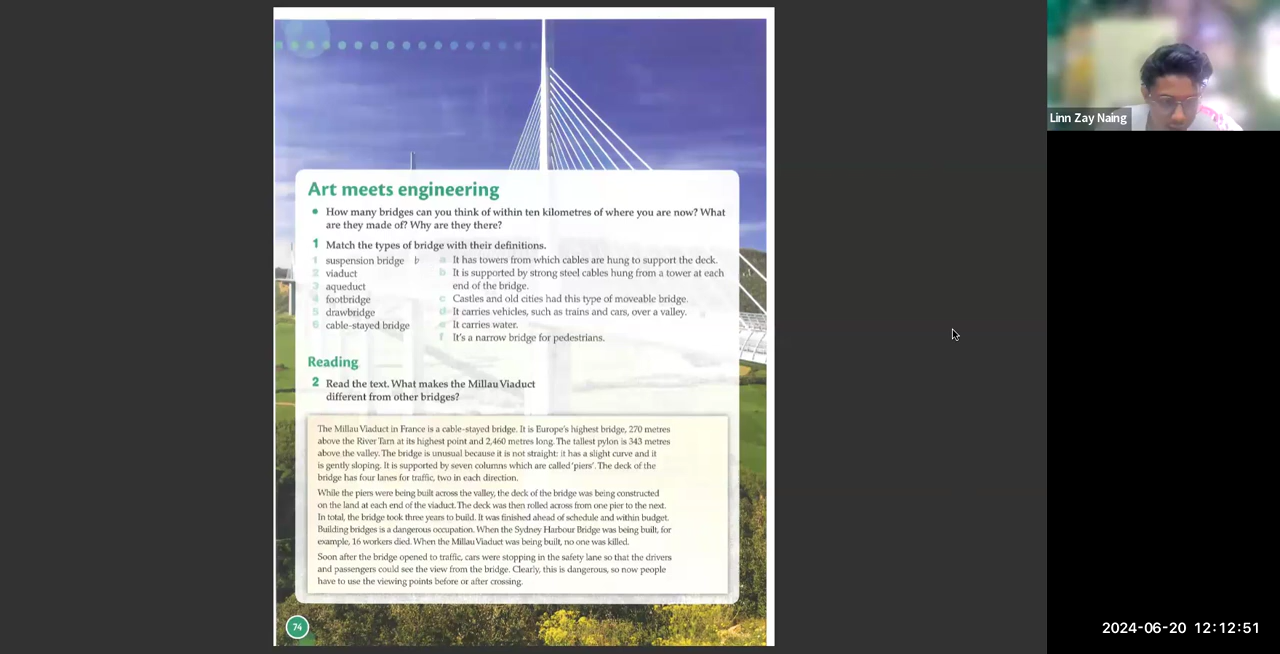 Linn Zay Naing
Art meets engineering
• How many bridges can you think of within ten kilometres of where you are now? What
are they made of? Why are they there?
1 Match the types of bridge with their definitions.
1 suspension bridge b
2 viaduct
3 aqueduct
4 footbridge
5 drawbridge
6 cable-stayed bridge
a It has towers from which cables are hung to support the deck.
b It is supported by strong steel cables hung from a tower at each
end of the bridge.
c Castles and old cities had this type of moveable bridge.
d It carries vehicles, such as trains and cars, over a valley.
e It carries water.
f It's a narrow bridge for pedestrians.
Reading
2 Read the text. What makes the Millau Viaduct
different from other bridges?
The Millau Viaduct in France is a cable-stayed bridge. It is Europe's highest bridge, 270 metres
above the River Tarn at its highest point and 2,460 metres long. The tallest pylon is 343 metres
above the valley. The bridge is unusual because it is not straight: it has a slight curve and it
is gently sloping. It is supported by seven columns which are called 'piers'. The deck of the
bridge has four lanes for traffic, two in each direction.
While the piers were being built across the valley, the deck of the bridge was being constructed
on the land at each end of the viaduct. The deck was then rolled across from one pier to the next.
In total, the bridge took three years to build. It was finished ahead of schedule and within budget.
Building bridges is a dangerous occupation. When the Sydney Harbour Bridge was being built, for
example, 16 workers died. When the Millau Viaduct was being built, no one was killed.
Soon after the bridge opened to traffic, cars were stopping in the safety lane so that the drivers
and passengers could see the view from the bridge. Clearly, this is dangerous, so now people
have to use the viewing points before or after crossing.
74
2024-06-20 12:12:51